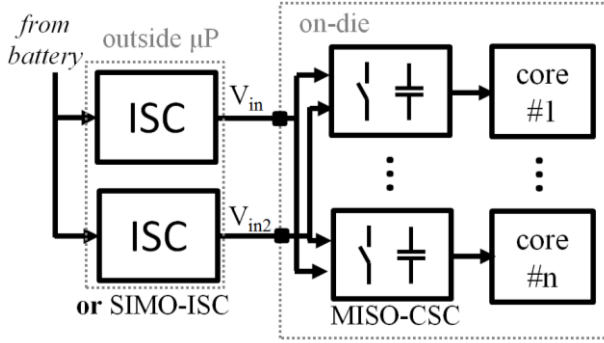 from
battery
outside μP
on-die
ISC
V_in
core
#1
ISC
V_in2
core
#n
or SIMO-ISC
MISO-CSC